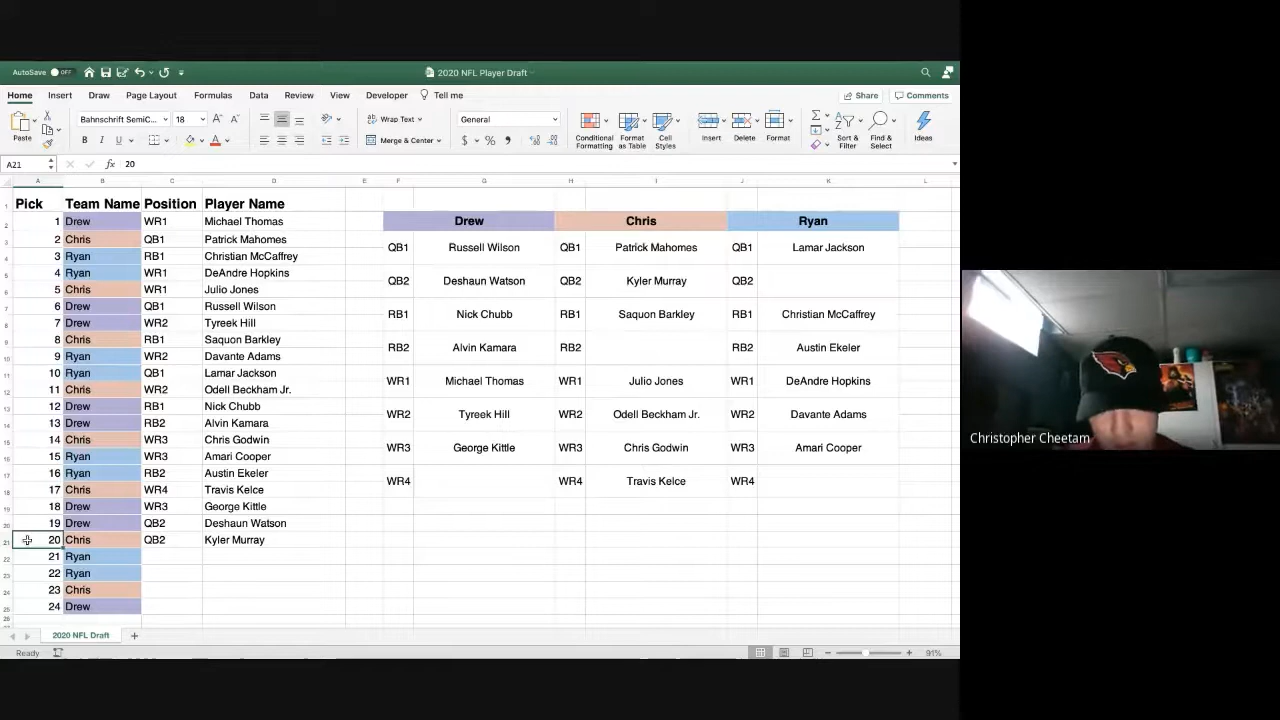 AutoSave OFF
2020 NFL Player Draft
Home Insert Draw Page Layout Formulas Data Review View Developer Tell me Share Comments
Paste Bahnschrift SemiC... 18 A A B I U Wrap Text Merge & Center General $ % Conditional Formatting Format as Table Cell Styles Insert Delete Format Sort & Filter Find & Select Ideas
A21 fx 20
A B C D E F G H I J K L
Pick Team Name Position Player Name
1 Drew WR1 Michael Thomas Drew Chris Ryan
2 Chris QB1 Patrick Mahomes QB1 Russell Wilson QB1 Patrick Mahomes QB1 Lamar Jackson
3 Ryan RB1 Christian McCaffrey
4 Ryan WR1 DeAndre Hopkins QB2 Deshaun Watson QB2 Kyler Murray QB2
5 Chris WR1 Julio Jones
6 Drew QB1 Russell Wilson RB1 Nick Chubb RB1 Saquon Barkley RB1 Christian McCaffrey
7 Drew WR2 Tyreek Hill
8 Chris RB1 Saquon Barkley RB2 Alvin Kamara RB2 RB2 Austin Ekeler
9 Ryan WR2 Davante Adams
10 Ryan QB1 Lamar Jackson WR1 Michael Thomas WR1 Julio Jones WR1 DeAndre Hopkins
11 Chris WR2 Odell Beckham Jr.
12 Drew RB1 Nick Chubb WR2 Tyreek Hill WR2 Odell Beckham Jr. WR2 Davante Adams
13 Drew RB2 Alvin Kamara
14 Chris WR3 Chris Godwin WR3 George Kittle WR3 Chris Godwin WR3 Amari Cooper
15 Ryan WR3 Amari Cooper
16 Ryan RB2 Austin Ekeler WR4 WR4 Travis Kelce WR4
17 Chris WR4 Travis Kelce
18 Drew WR3 George Kittle
19 Drew QB2 Deshaun Watson
20 Chris QB2 Kyler Murray
21 Ryan
22 Ryan
23 Chris
24 Drew
Christopher Cheetam
2020 NFL Draft
Ready 91%